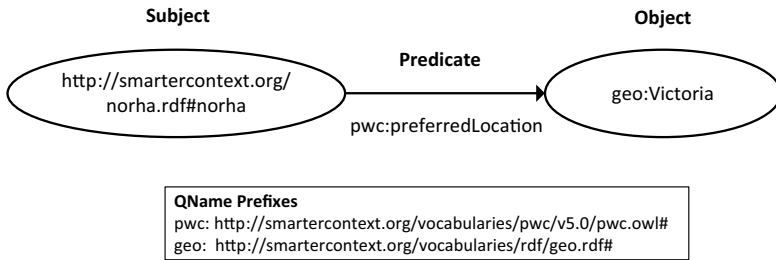 Subject
Object
Predicate
http://smartercontext.org/
norha.rdf#norha
geo:Victoria
pwc:preferredLocation
QName Prefixes
pwc: http://smartercontext.org/vocabularies/pwc/v5.0/pwc.owl#
geo: http://smartercontext.org/vocabularies/rdf/geo.rdf#